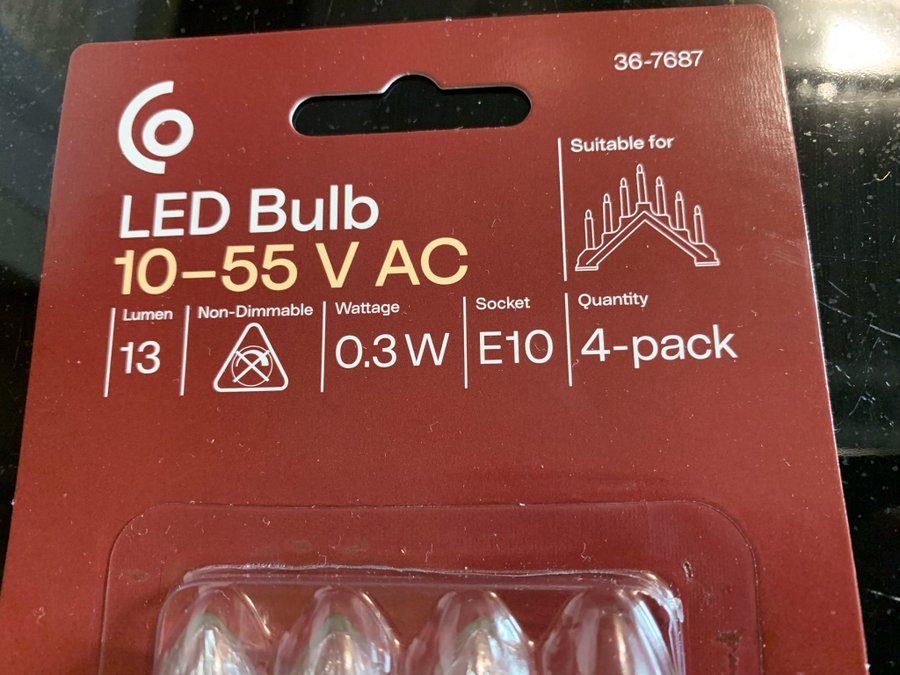 36-7687
Suitable for
LED Bulb
10–55 V AC
Lumen
13
Non-Dimmable
Wattage
0.3 W
Socket
E10
Quantity
4-pack